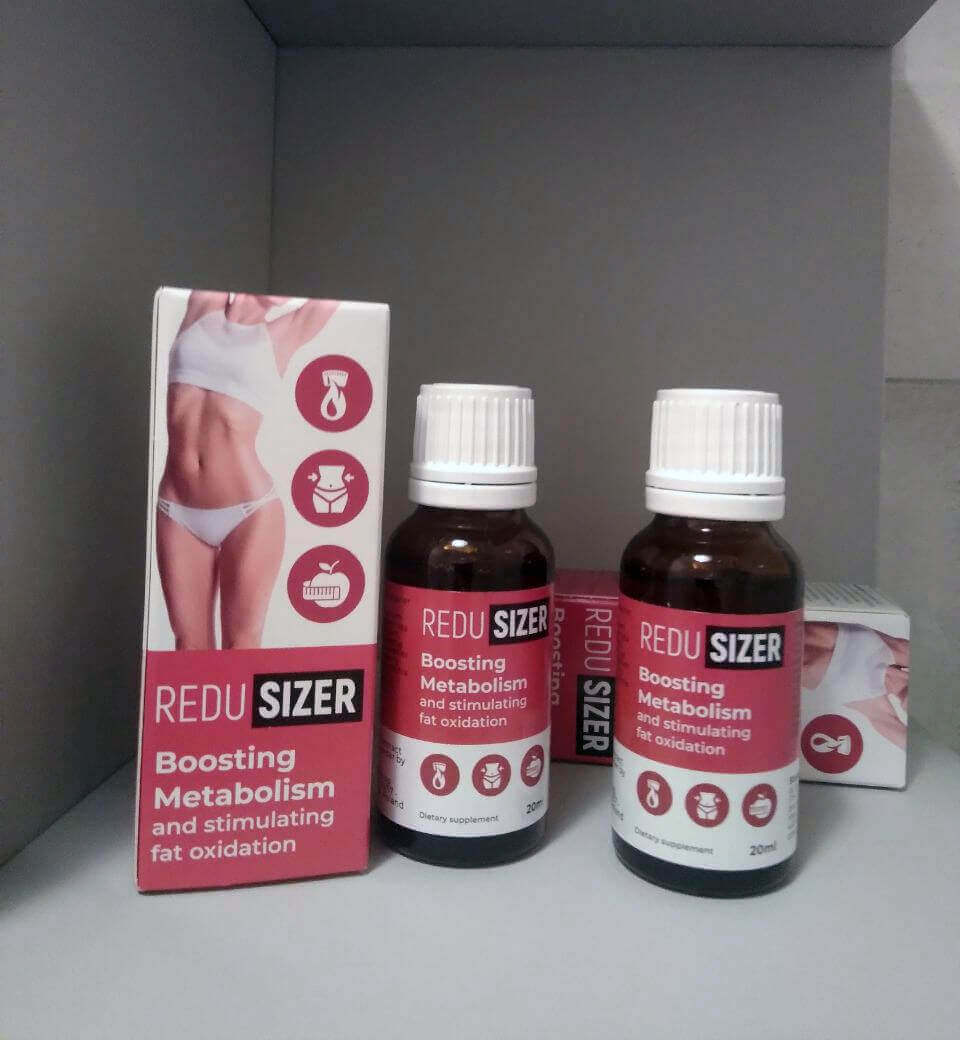 REDU SIZER
Boosting
Metabolism
and stimulating
fat oxidation
REDU SIZER
Boosting
Metabolism
and stimulating
fat oxidation
Dietary supplement
20ml
REDU SIZER
Boosting
REDU SIZER
Boosting
Metabolism
and stimulating
fat oxidation
Dietary supplement
20ml